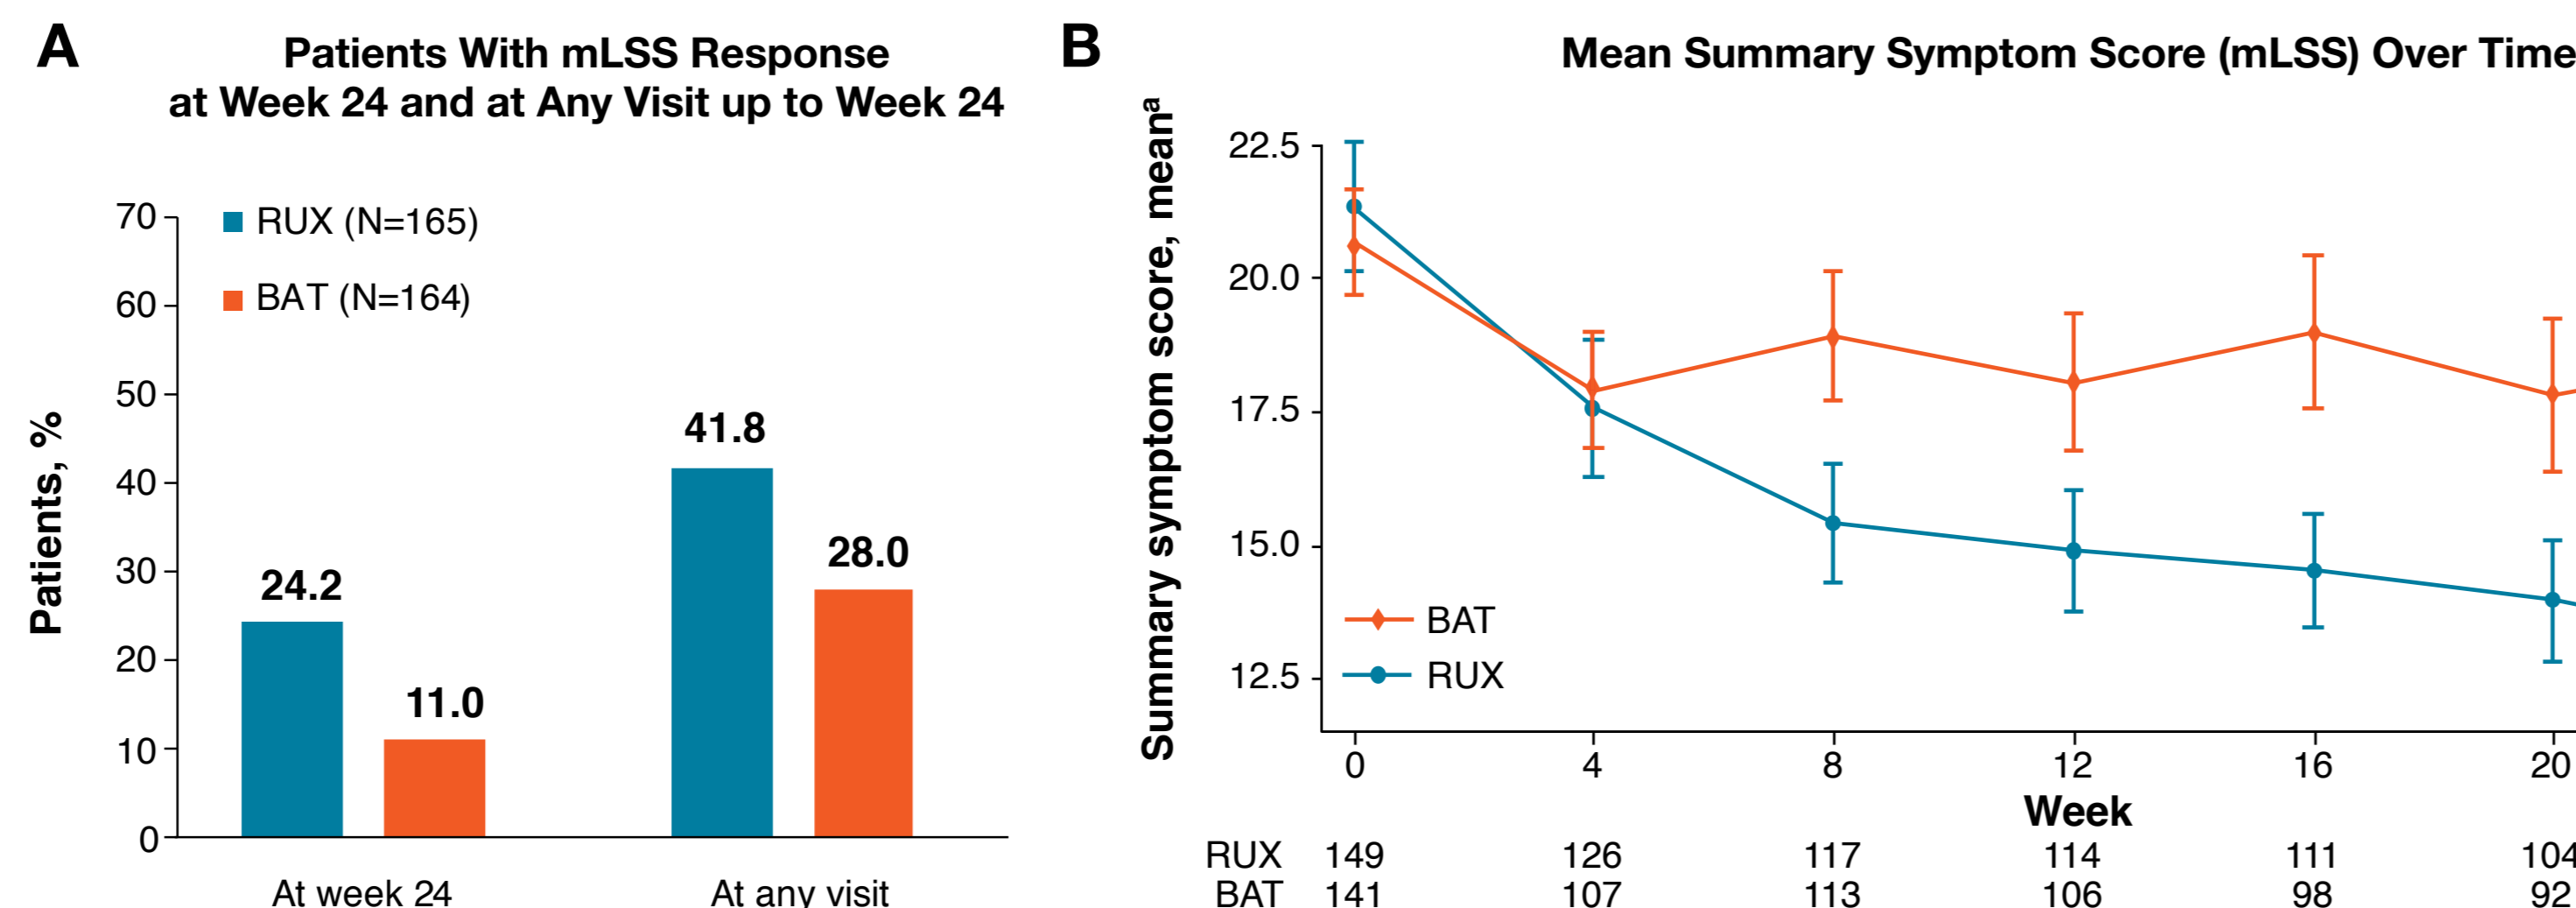 A
Patients With mLSS Response
at Week 24 and at Any Visit up to Week 24
Patients, %
70
60
50
40
30
20
10
0
RUX (N=165)
BAT (N=164)
24.2
11.0
41.8
28.0
At week 24
At any visit
B
Mean Summary Symptom Score (mLSS) Over Time
Summary symptom score, meanᵃ
22.5
20.0
17.5
15.0
12.5
BAT
RUX
0 4 8 12 16 20
Week
RUX 149 126 117 114 111 104
BAT 141 107 113 106 98 92